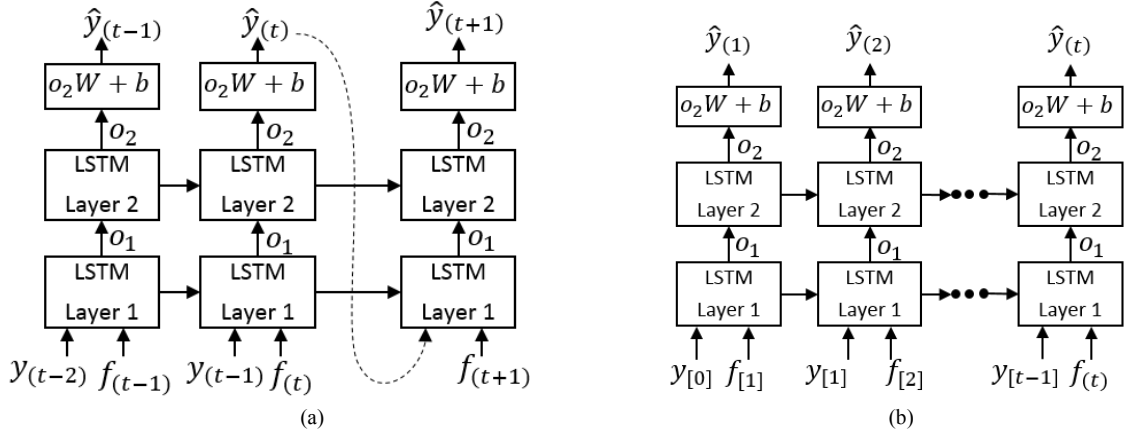 ŷ(t−1) ŷ(t) ŷ(t+1)
o₂W + b o₂W + b o₂W + b
o₂ o₂ o₂
LSTM Layer 2 LSTM Layer 2 LSTM Layer 2
o₁ o₁ o₁
LSTM Layer 1 LSTM Layer 1 LSTM Layer 1
y(t−2) f(t−1) y(t−1) f(t) f(t+1)
(a)
ŷ(1) ŷ(2) ŷ(t)
o₂W + b o₂W + b o₂W + b
o₂ o₂ o₂
LSTM Layer 2 LSTM Layer 2 LSTM Layer 2
o₁ o₁ o₁
LSTM Layer 1 LSTM Layer 1 LSTM Layer 1
y[0] f[1] y[1] f[2] y[t−1] f(t)
(b)